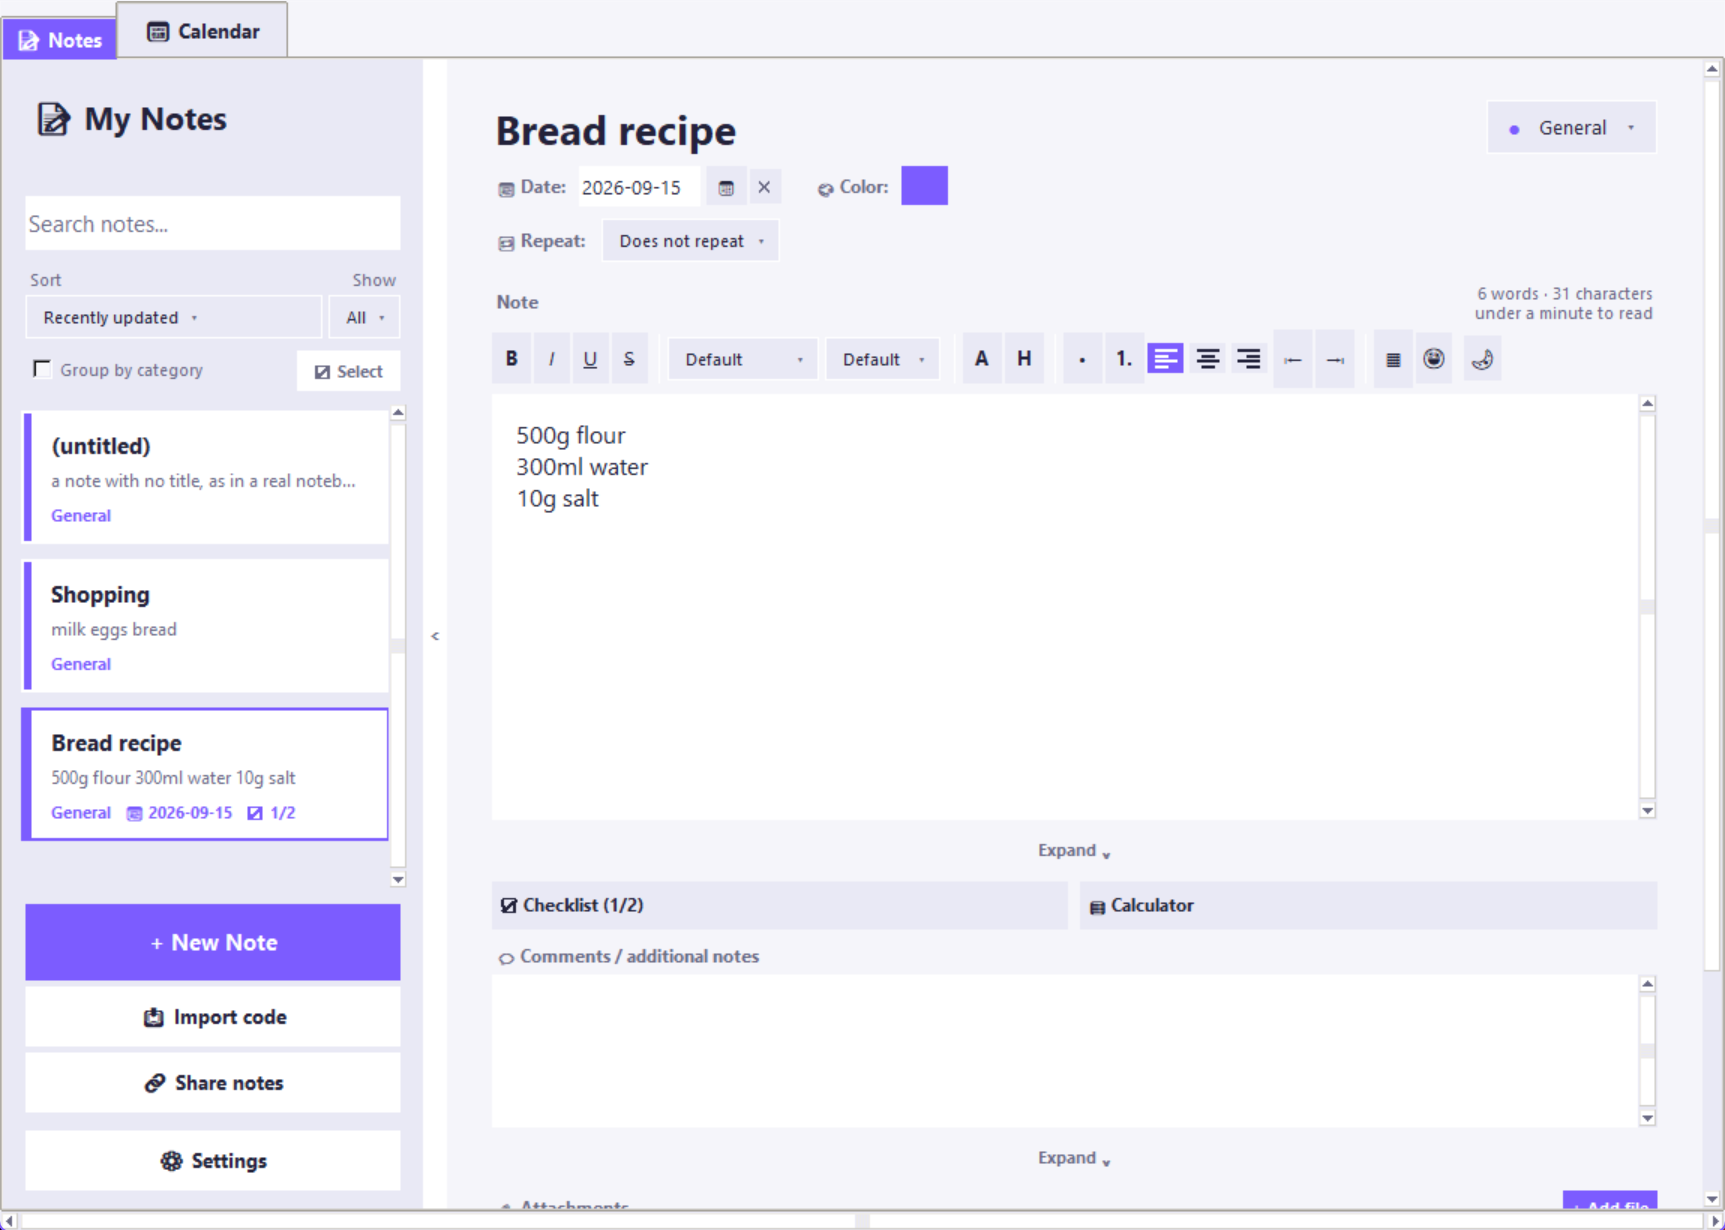 Notes
Calendar
My Notes
Search notes...
Sort
Show
Recently updated
All
Group by category
Select
(untitled)
a note with no title, as in a real noteb...
General
Shopping
milk eggs bread
General
Bread recipe
500g flour 300ml water 10g salt
General 2026-09-15 1/2
+ New Note
Import code
Share notes
Settings
<
Bread recipe
General
Date: 2026-09-15
Color:
Repeat: Does not repeat
Note
6 words · 31 characters
under a minute to read
B I U S Default Default A H • 1.
500g flour
300ml water
10g salt
Expand
Checklist (1/2)
Calculator
Comments / additional notes
Expand
Attachments
+ Add file